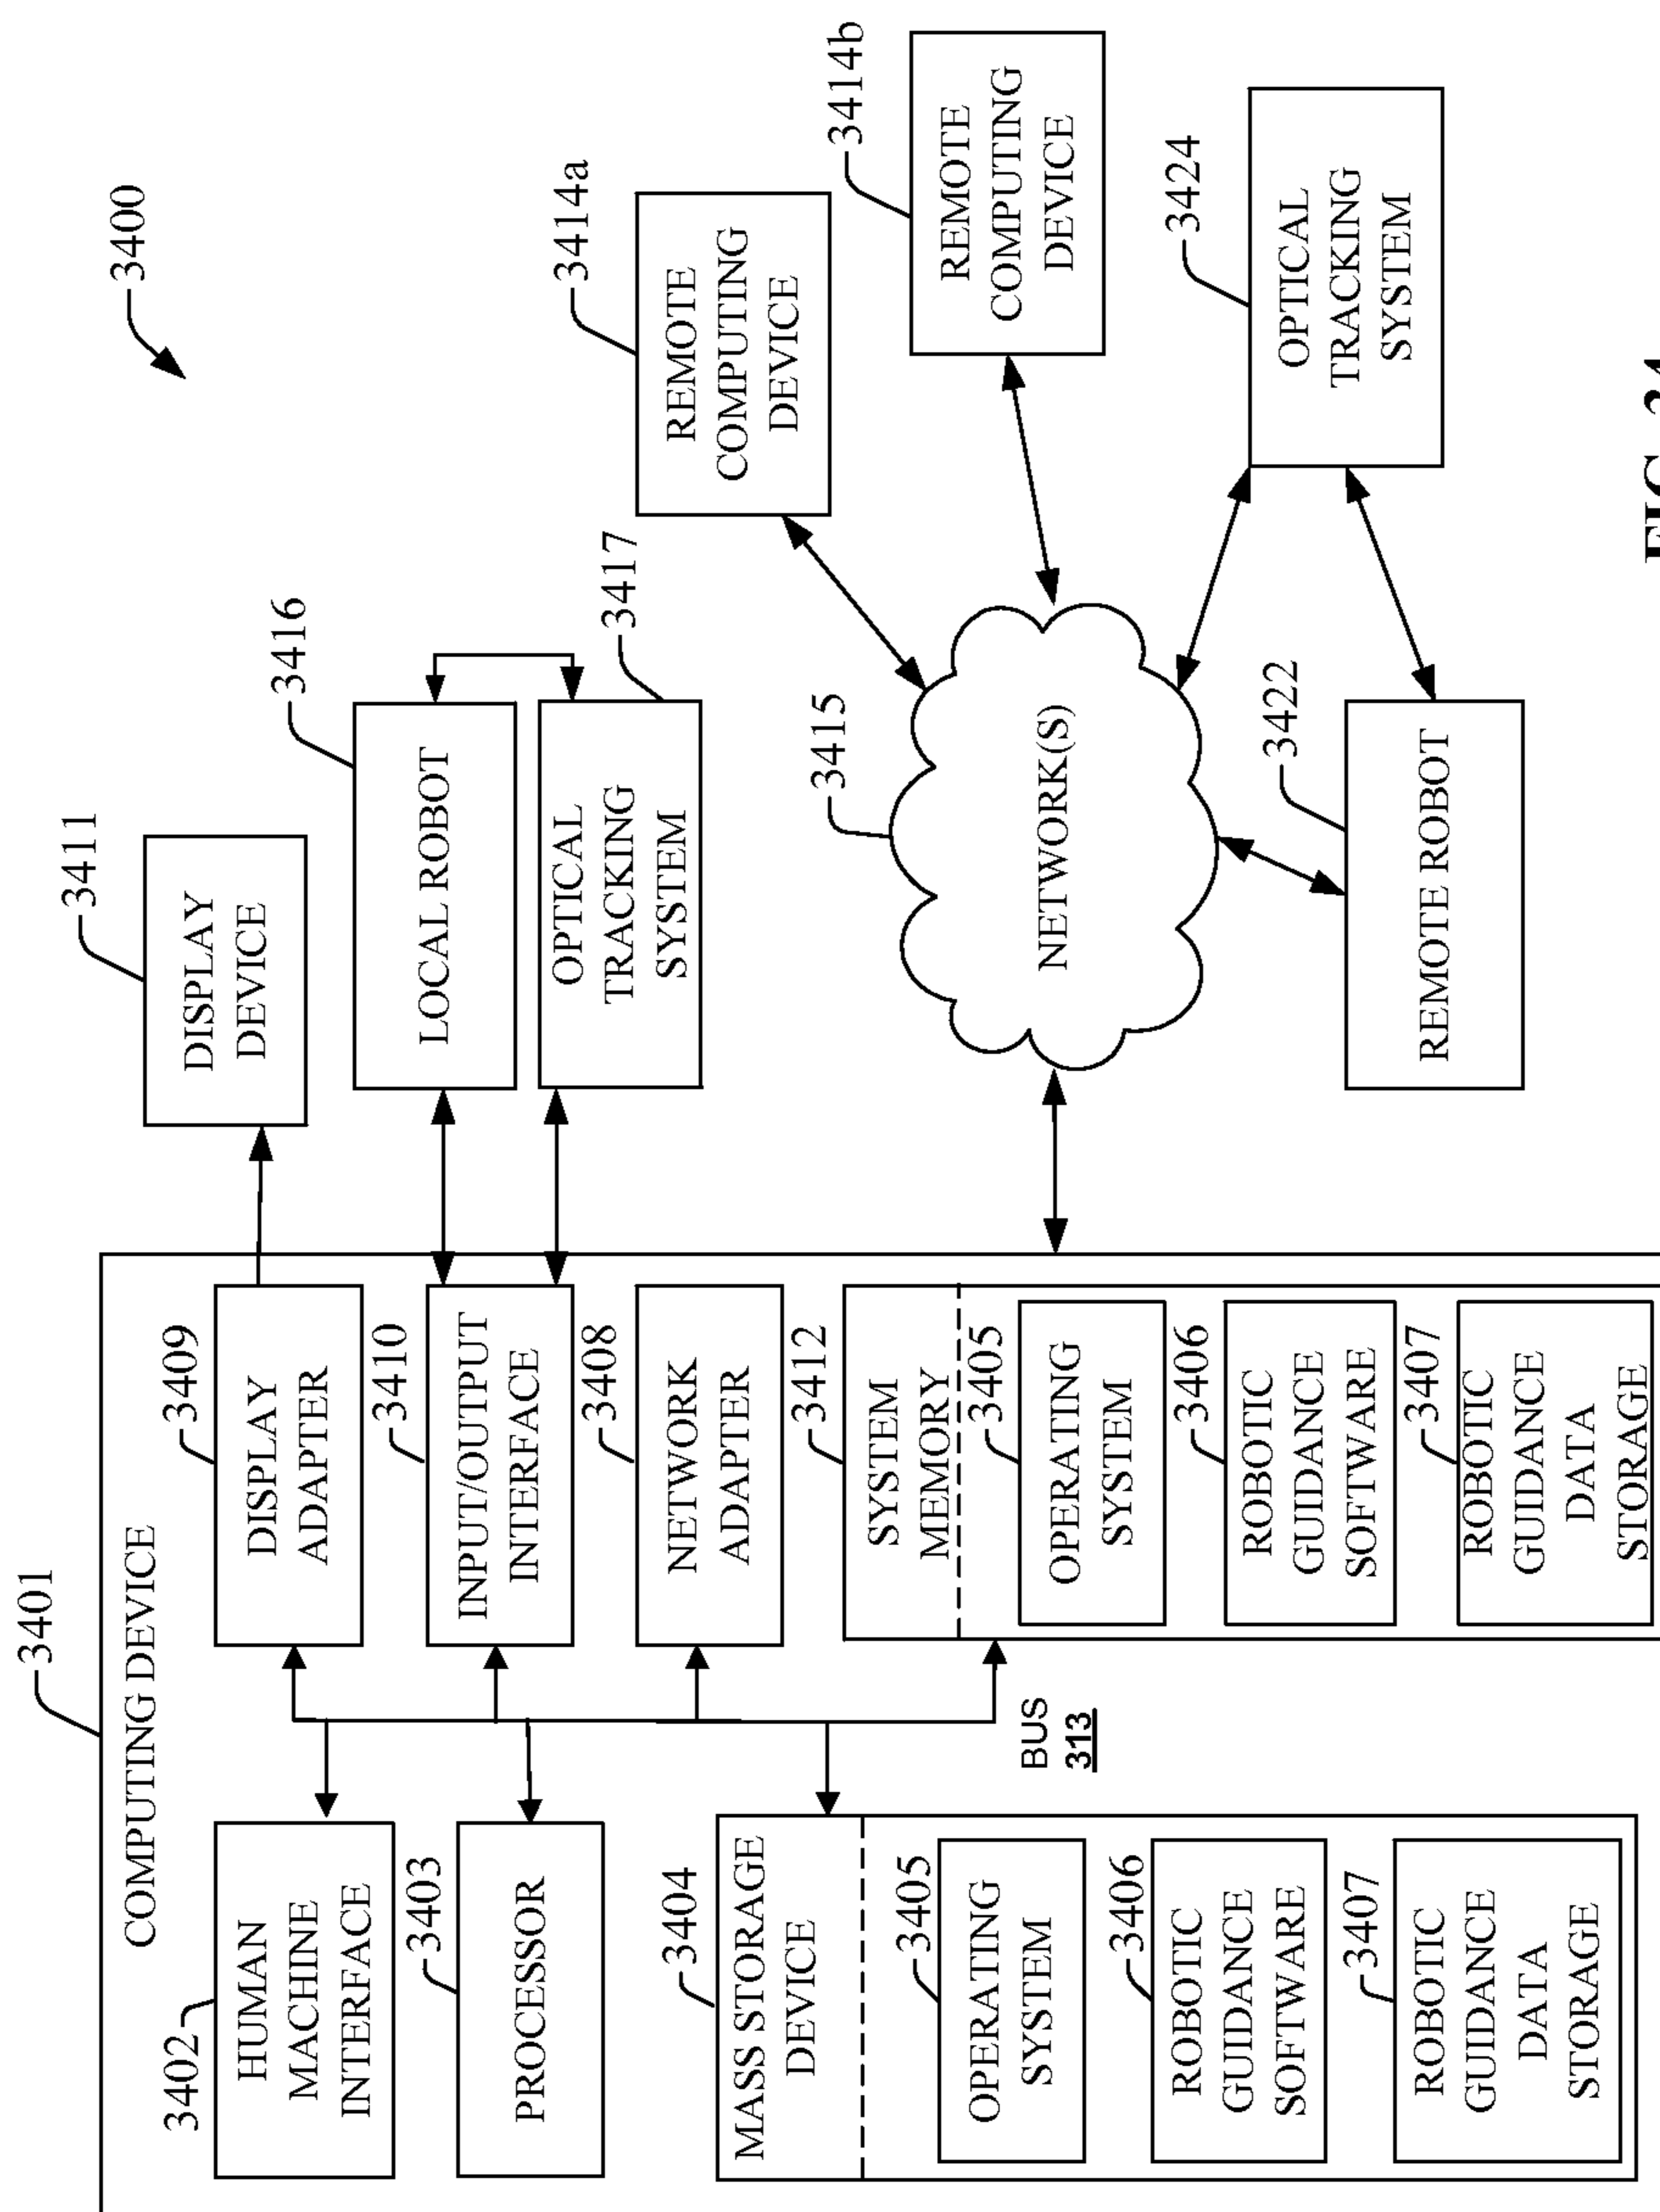 3400
3401
COMPUTING DEVICE
3402
HUMAN
MACHINE
INTERFACE
3403
PROCESSOR
3404
MASS STORAGE
DEVICE
3405
OPERATING
SYSTEM
3406
ROBOTIC
GUIDANCE
SOFTWARE
3407
ROBOTIC
GUIDANCE
DATA
STORAGE
BUS
313
3409
DISPLAY
ADAPTER
3410
INPUT/OUTPUT
INTERFACE
3408
NETWORK
ADAPTER
3412
SYSTEM
MEMORY
3405
OPERATING
SYSTEM
3406
ROBOTIC
GUIDANCE
SOFTWARE
3407
ROBOTIC
GUIDANCE
DATA
STORAGE
3411
DISPLAY
DEVICE
3416
LOCAL ROBOT
3417
OPTICAL
TRACKING
SYSTEM
3415
NETWORK(S)
3414a
REMOTE
COMPUTING
DEVICE
3414b
REMOTE
COMPUTING
DEVICE
3424
OPTICAL
TRACKING
SYSTEM
3422
REMOTE ROBOT
FIG. 34